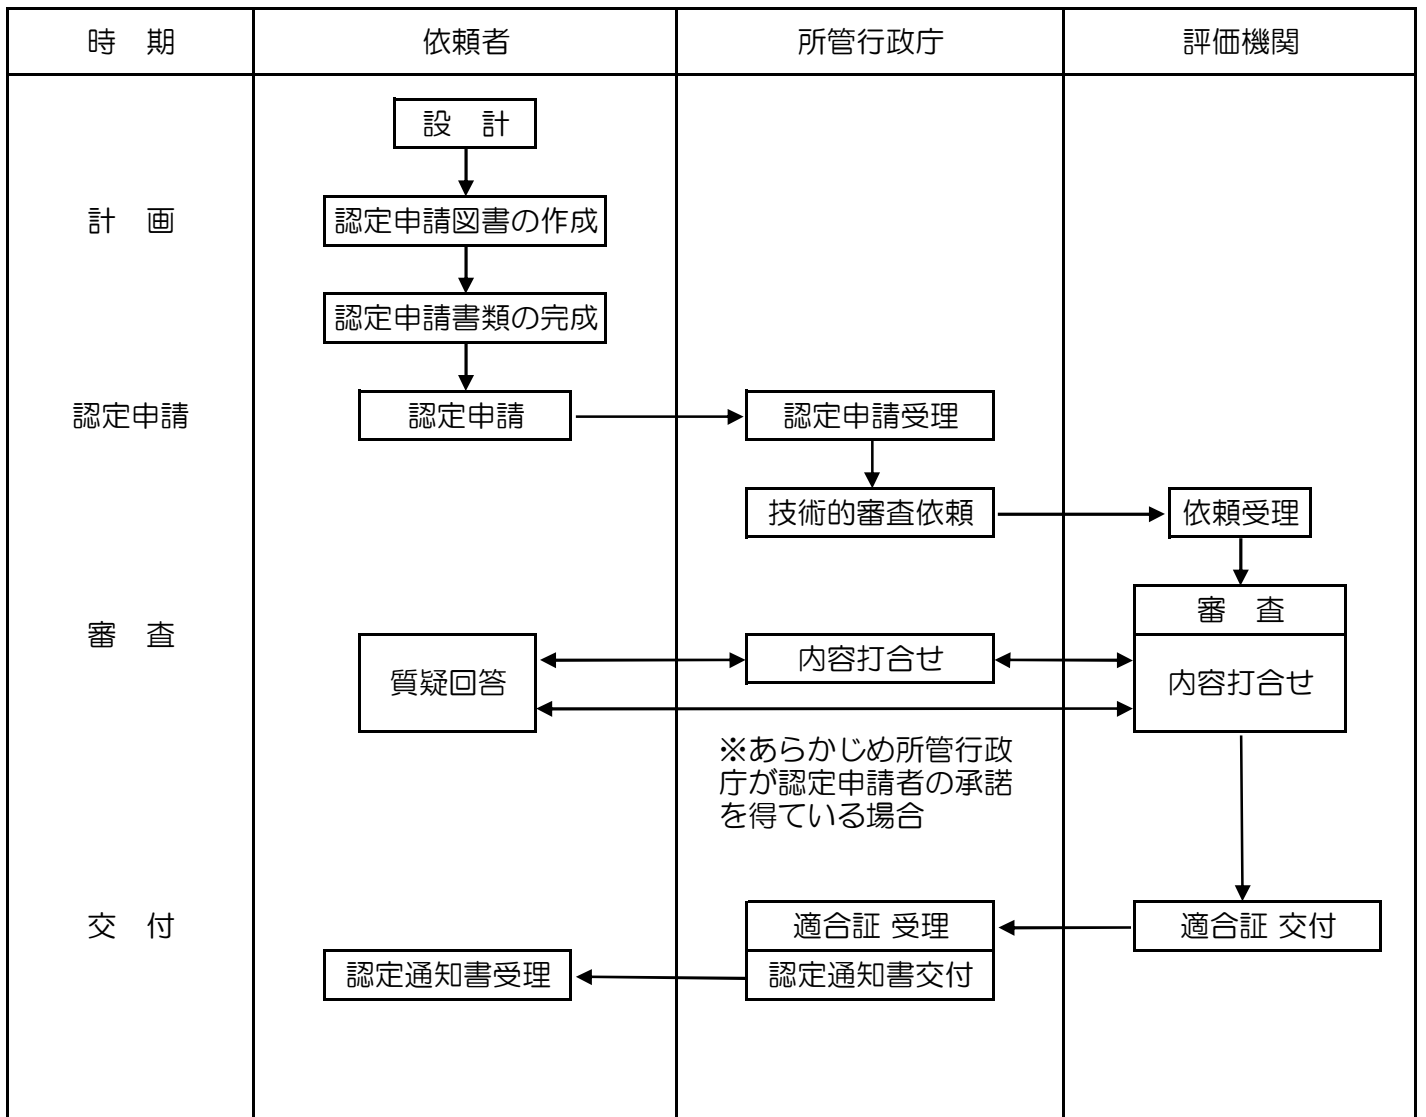 時　期
依頼者
所管行政庁
評価機関
設　計
計　画
認定申請図書の作成
認定申請書類の完成
認定申請
認定申請
認定申請受理
技術的審査依頼
依頼受理
審　査
審　査
質疑回答
内容打合せ
内容打合せ
※あらかじめ所管行政
庁が認定申請者の承諾
を得ている場合
交　付
適合証 受理
適合証 交付
認定通知書受理
認定通知書交付